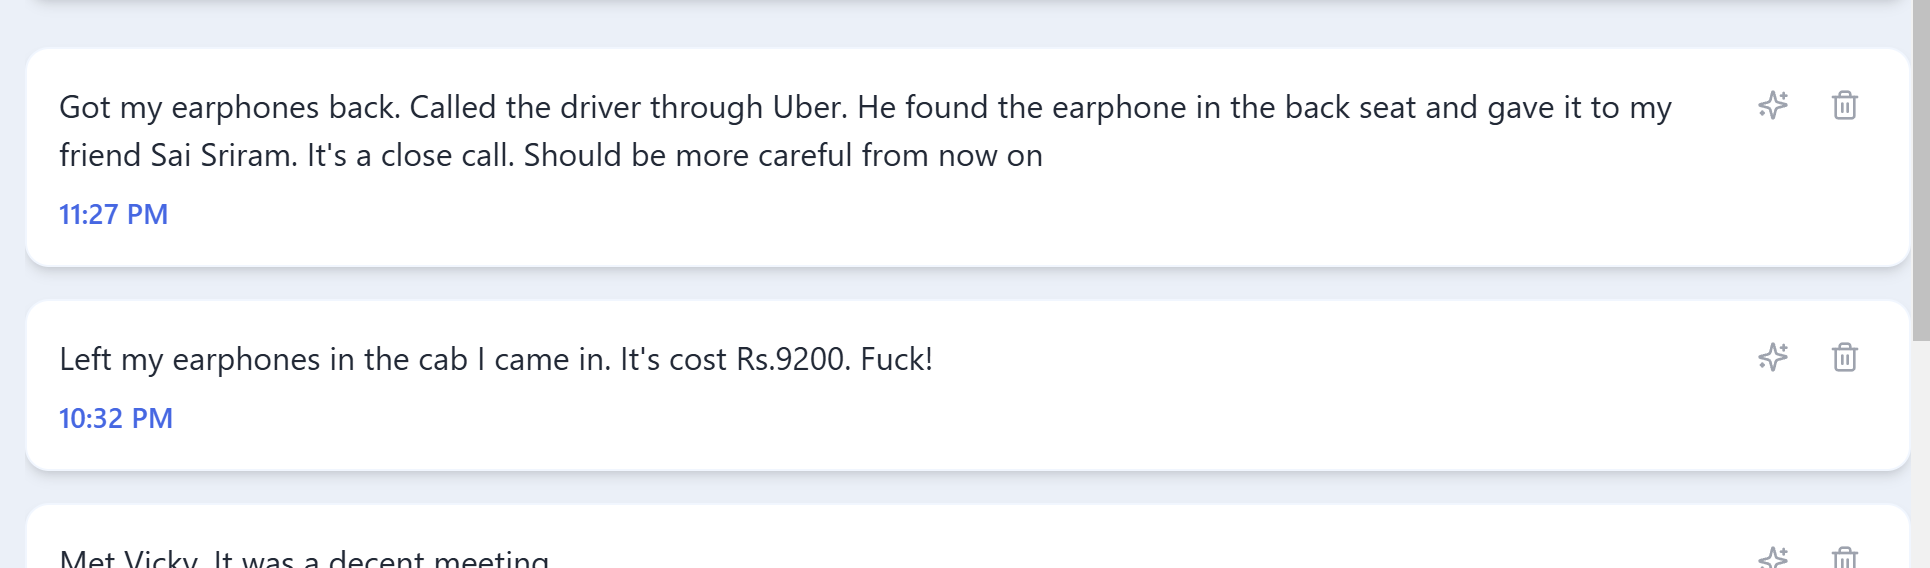 Got my earphones back. Called the driver through Uber. He found the earphone in the back seat and gave it to my
friend Sai Sriram. It's a close call. Should be more careful from now on
11:27 PM
Left my earphones in the cab I came in. It's cost Rs.9200. Fuck!
10:32 PM
Met Vicky. It was a decent meeting